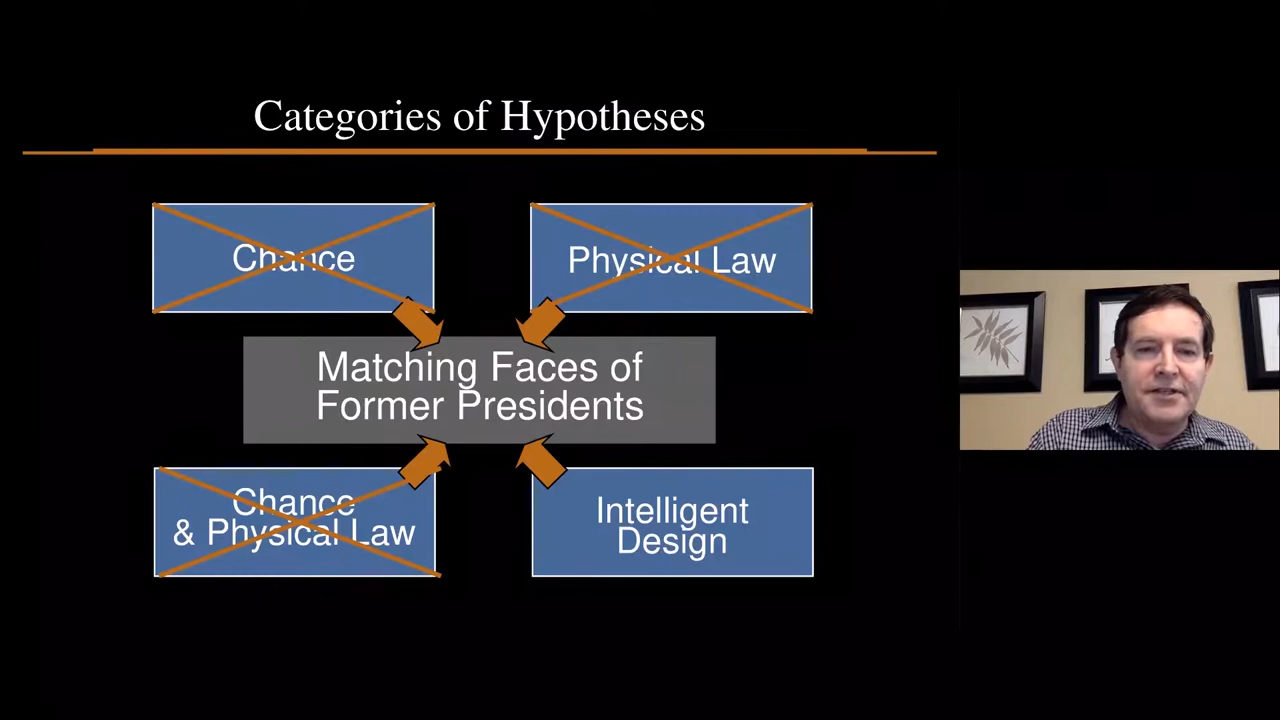 Categories of Hypotheses
Chance
Physical Law
Matching Faces of
Former Presidents
Chance
& Physical Law
Intelligent
Design